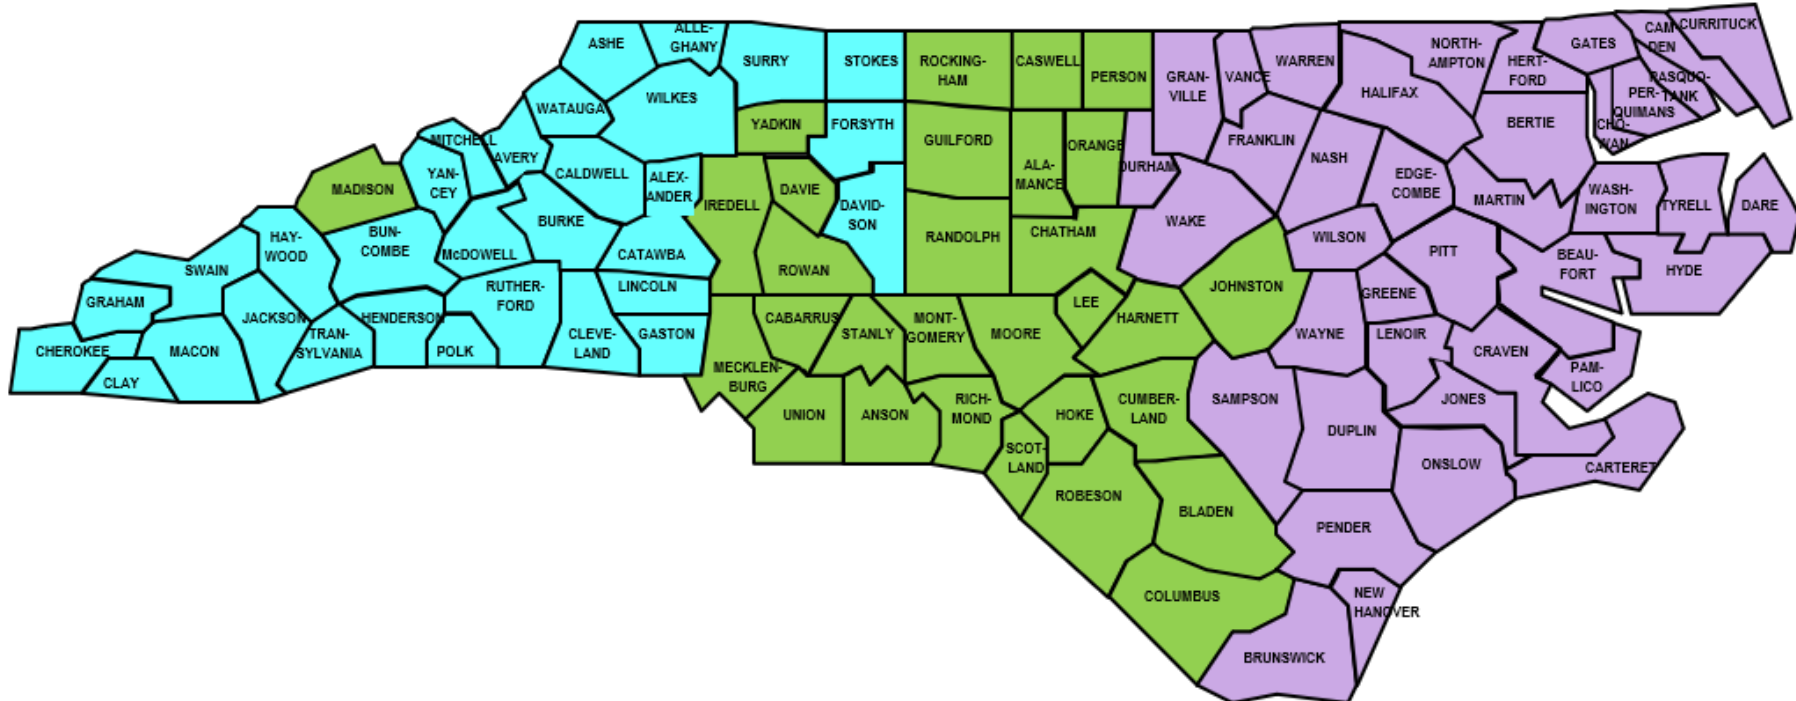 ASHE
ALLE-
GHANY
SURRY
STOKES
ROCKING-
HAM
CASWELL
PERSON
GRAN-
VILLE
VANCE
WARREN
NORTH-
AMPTON
HERT-
FORD
GATES
CAM-
DEN
CURRITUCK
PASQUO-
TANK
PER-
QUIMANS
CHO-
WAN
WATAUGA
WILKES
YADKIN
FORSYTH
GUILFORD
ALA-
MANCE
ORANGE
DURHAM
FRANKLIN
NASH
HALIFAX
EDGE-
COMBE
BERTIE
MARTIN
WASH-
INGTON
TYRELL
DARE
MITCHELL
AVERY
CALDWELL
ALEX-
ANDER
IREDELL
DAVIE
DAVID-
SON
MADISON
YAN-
CEY
BURKE
RANDOLPH
CHATHAM
WAKE
WILSON
PITT
BEAU-
FORT
HYDE
HAY-
WOOD
BUN-
COMBE
McDOWELL
CATAWBA
ROWAN
JOHNSTON
GREENE
SWAIN
GRAHAM
JACKSON
TRAN-
SYLVANIA
HENDERSON
RUTHER-
FORD
POLK
CLEVE-
LAND
LINCOLN
GASTON
CABARRUS
STANLY
MONT-
GOMERY
MOORE
LEE
HARNETT
WAYNE
LENOIR
CRAVEN
PAM-
LICO
CHEROKEE
CLAY
MACON
MECKLEN-
BURG
UNION
ANSON
RICH-
MOND
SCOT-
LAND
HOKE
CUMBER-
LAND
SAMPSON
DUPLIN
JONES
ONSLOW
CARTERET
ROBESON
BLADEN
PENDER
COLUMBUS
NEW
HANOVER
BRUNSWICK